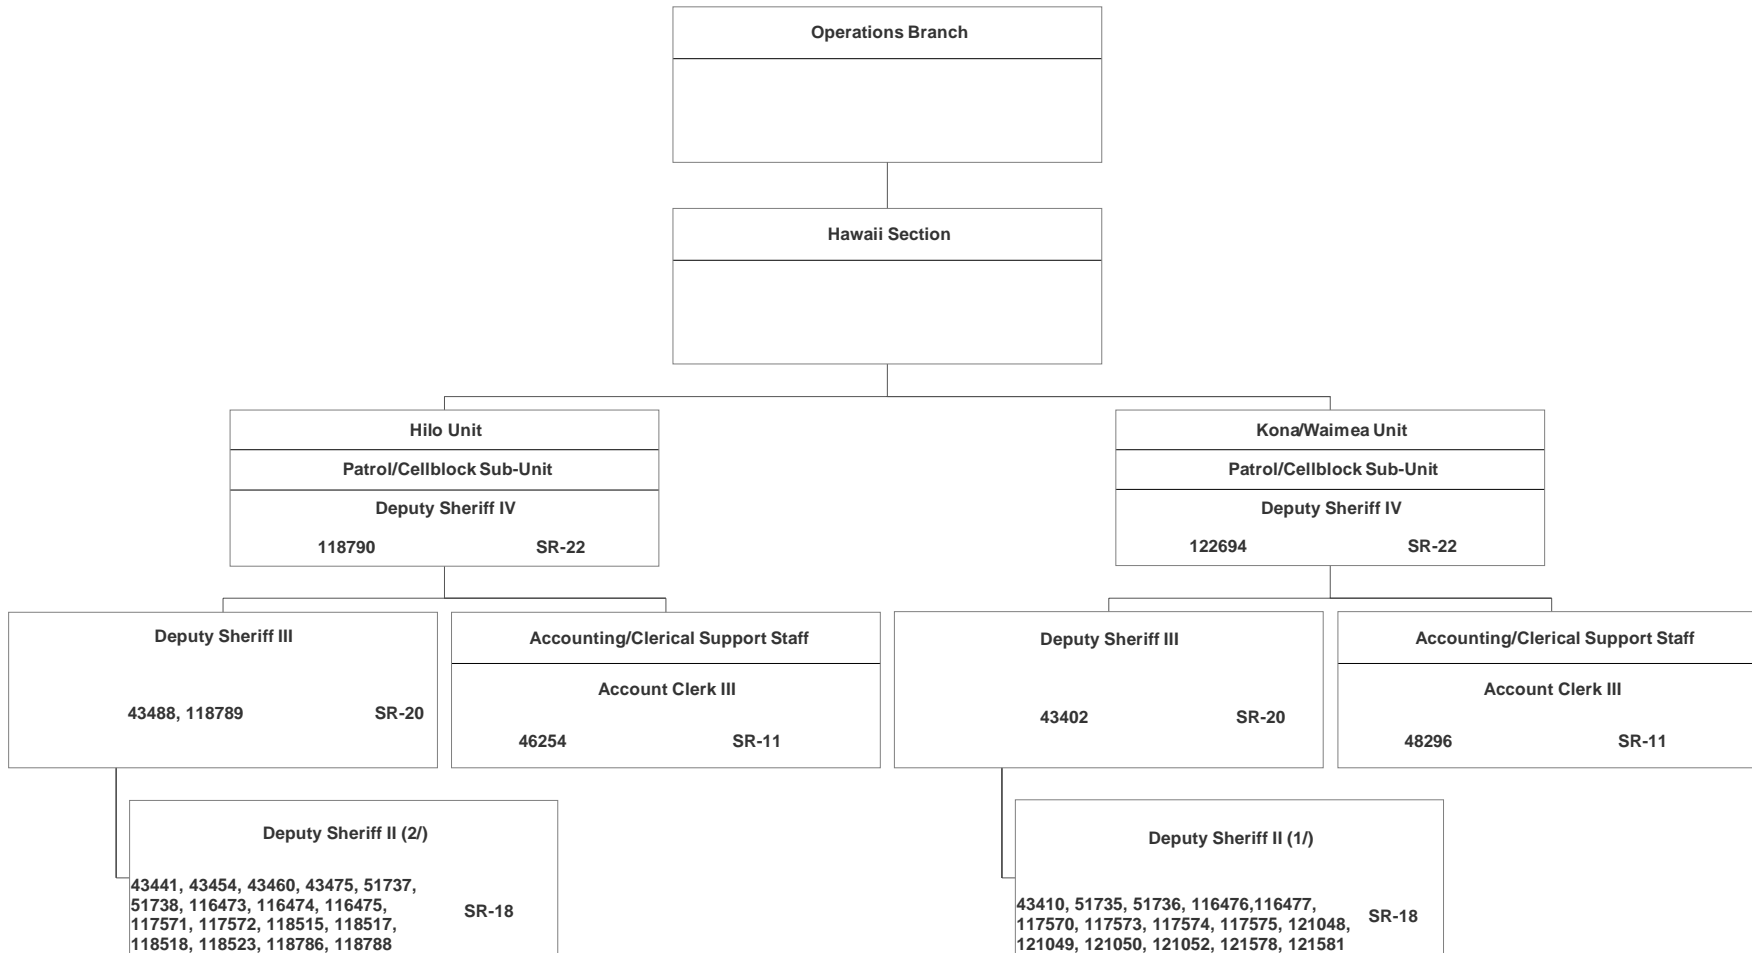 Operations Branch
Hawaii Section
Hilo Unit
Patrol/Cellblock Sub-Unit
Deputy Sheriff IV
118790 SR-22
Kona/Waimea Unit
Patrol/Cellblock Sub-Unit
Deputy Sheriff IV
122694 SR-22
Deputy Sheriff III
43488, 118789 SR-20
Accounting/Clerical Support Staff
Account Clerk III
46254 SR-11
Deputy Sheriff III
43402 SR-20
Accounting/Clerical Support Staff
Account Clerk III
48296 SR-11
Deputy Sheriff II (2/)
43441, 43454, 43460, 43475, 51737,
51738, 116473, 116474, 116475,
117571, 117572, 118515, 118517,
118518, 118523, 118786, 118788
SR-18
Deputy Sheriff II (1/)
43410, 51735, 51736, 116476,116477,
117570, 117573, 117574, 117575, 121048,
121049, 121050, 121052, 121578, 121581
SR-18